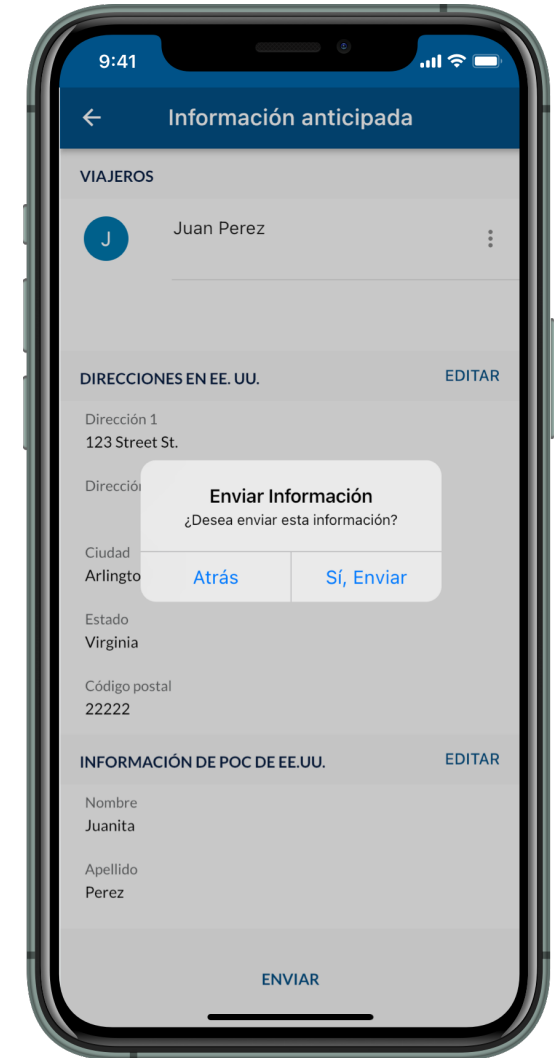 9:41
Información anticipada
VIAJEROS
J
Juan Perez
DIRECCIONES EN EE. UU.
EDITAR
Dirección 1
123 Street St.
Enviar Información
¿Desea enviar esta información?
Atrás
Sí, Enviar
Ciudad
Estado
Virginia
Código postal
22222
INFORMACIÓN DE POC DE EE.UU.
EDITAR
Nombre
Juanita
Apellido
Perez
ENVIAR